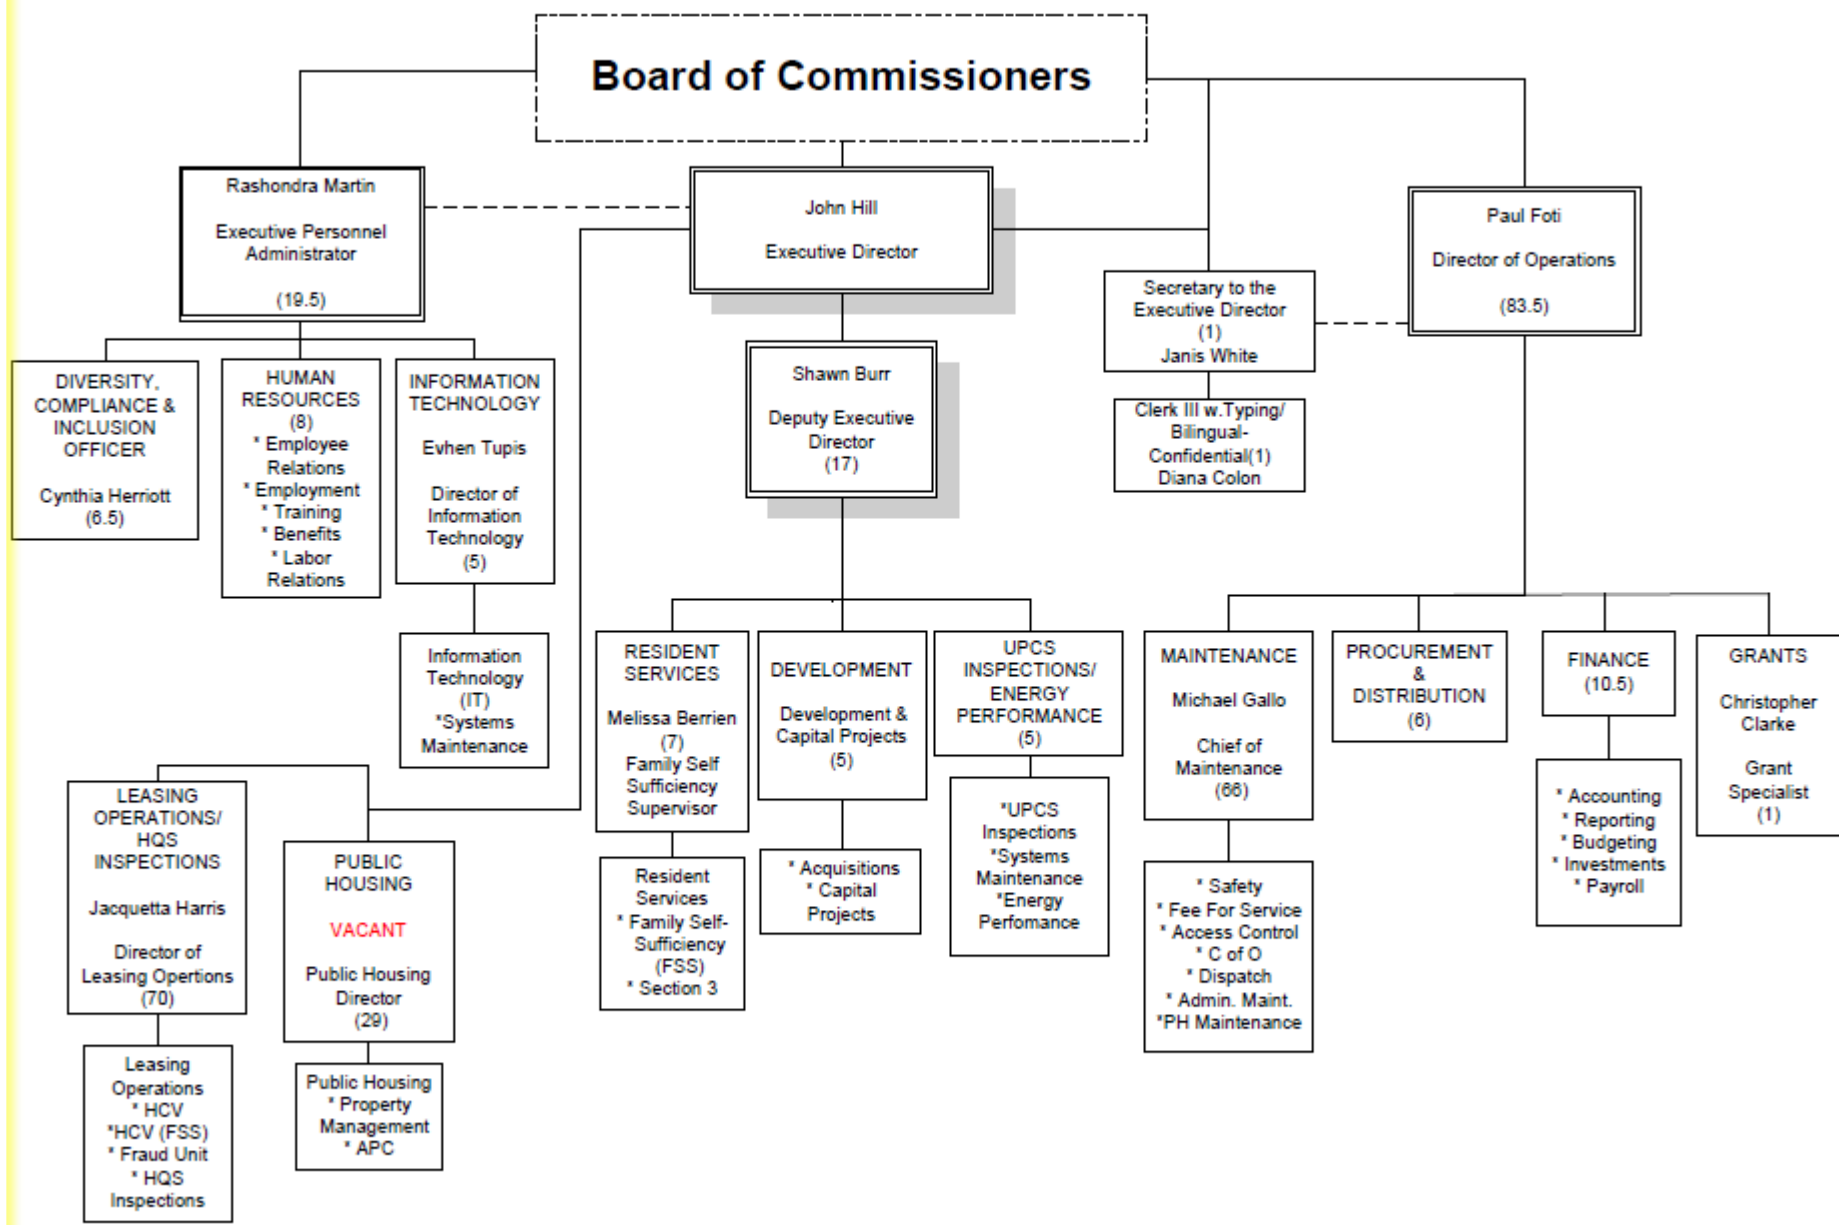 Board of Commissioners
Rashondra Martin
Executive Personnel
Administrator
(19.5)
John Hill
Executive Director
Paul Foti
Director of Operations
(83.5)
Secretary to the
Executive Director
(1)
Janis White
Clerk III w.Typing/
Bilingual-
Confidential(1)
Diana Colon
Shawn Burr
Deputy Executive
Director
(17)
DIVERSITY,
COMPLIANCE &
INCLUSION
OFFICER
Cynthia Herriott
(6.5)
HUMAN
RESOURCES
(8)
* Employee
Relations
* Employment
* Training
* Benefits
* Labor
Relations
INFORMATION
TECHNOLOGY
Evhen Tupis
Director of
Information
Technology
(5)
Information
Technology
(IT)
*Systems
Maintenance
RESIDENT
SERVICES
Melissa Berrien
(7)
Family Self
Sufficiency
Supervisor
Resident
Services
* Family Self-
Sufficiency
(FSS)
* Section 3
DEVELOPMENT
Development &
Capital Projects
(5)
* Acquisitions
* Capital
Projects
UPCS
INSPECTIONS/
ENERGY
PERFORMANCE
(5)
*UPCS
Inspections
*Systems
Maintenance
*Energy
Perfomance
MAINTENANCE
Michael Gallo
Chief of
Maintenance
(66)
* Safety
* Fee For Service
* Access Control
* C of O
* Dispatch
* Admin. Maint.
*PH Maintenance
PROCUREMENT
&
DISTRIBUTION
(6)
FINANCE
(10.5)
* Accounting
* Reporting
* Budgeting
* Investments
* Payroll
GRANTS
Christopher
Clarke
Grant
Specialist
(1)
LEASING
OPERATIONS/
HQS
INSPECTIONS
Jacquetta Harris
Director of
Leasing Opertions
(70)
Leasing
Operations
* HCV
*HCV (FSS)
* Fraud Unit
* HQS
Inspections
PUBLIC
HOUSING
VACANT
Public Housing
Director
(29)
Public Housing
* Property
Management
* APC